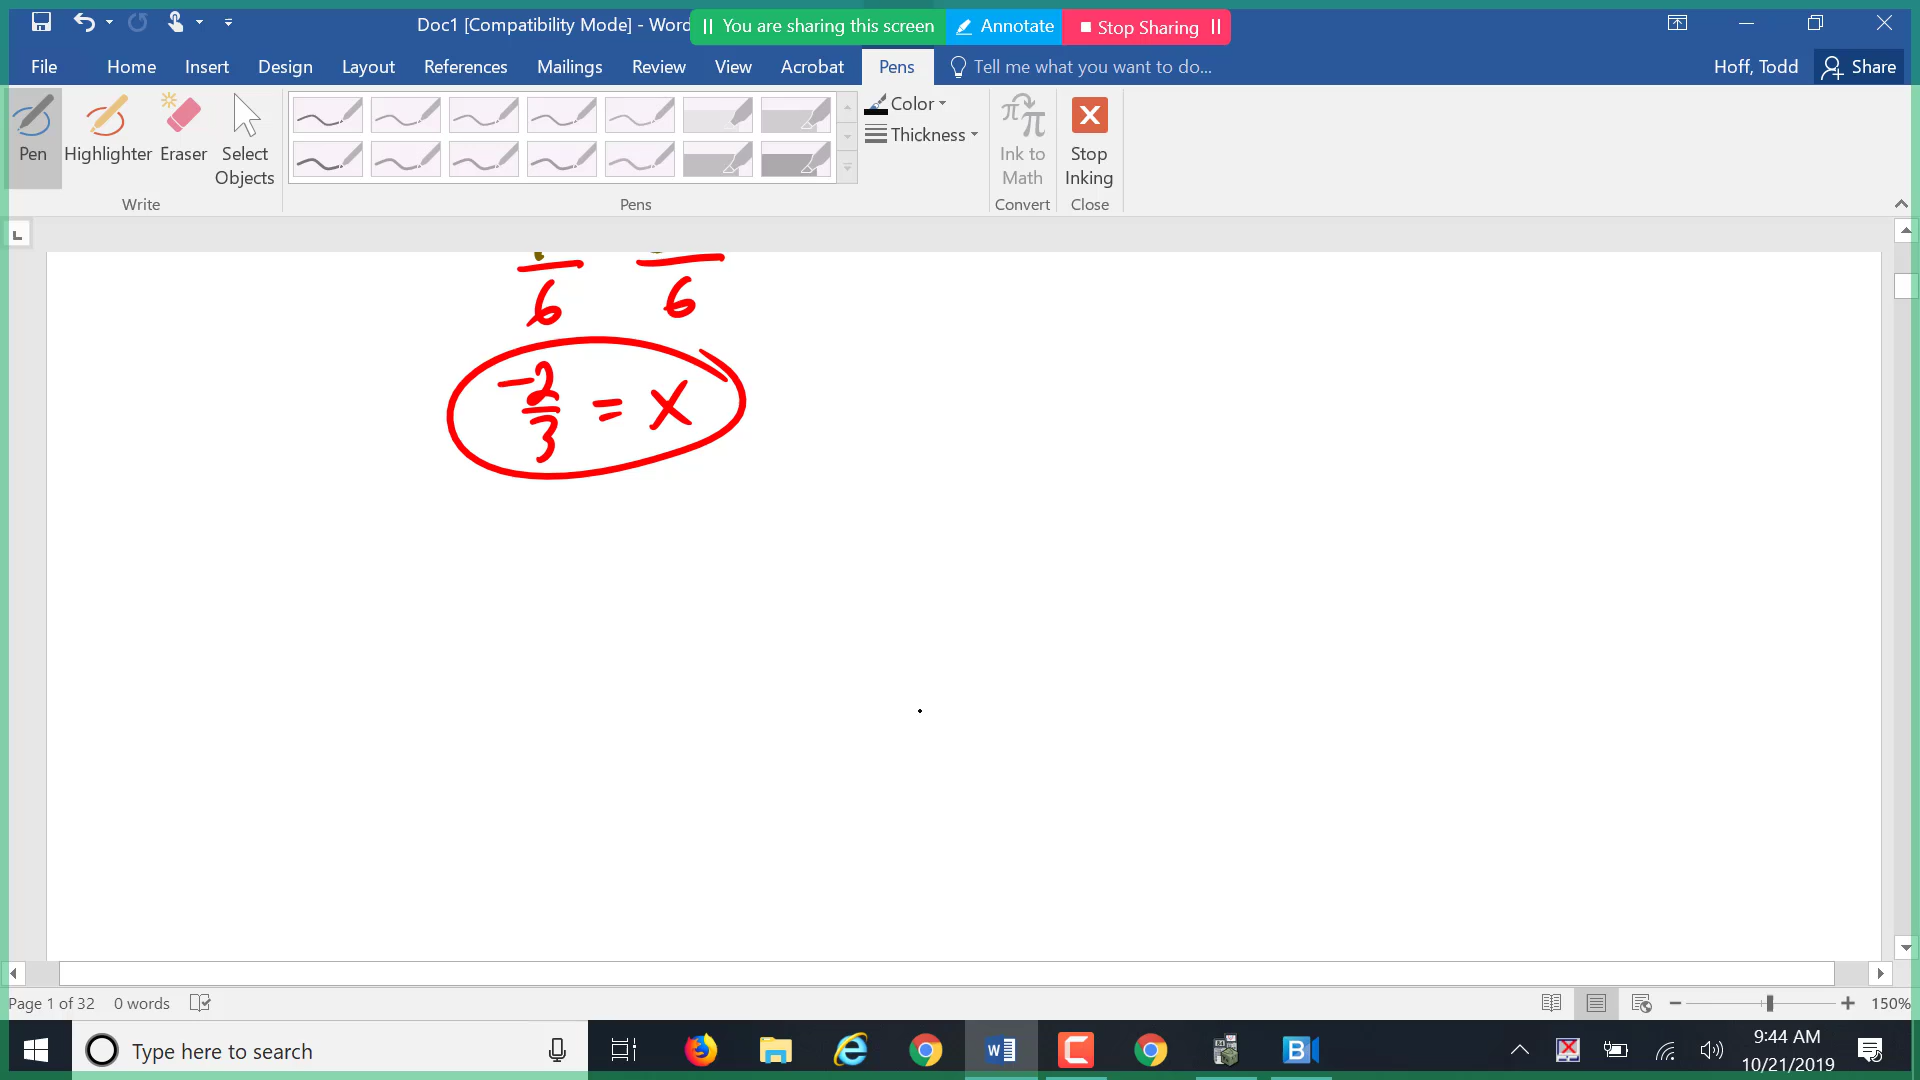 Doc1 [Compatibility Mode] - Word
You are sharing this screen
Annotate
Stop Sharing
File Home Insert Design Layout References Mailings Review View Acrobat Pens Tell me what you want to do... Hoff, Todd Share
Pen Highlighter Eraser Select Objects
Write
Pens
Color
Thickness
Ink to Math
Convert
Stop Inking
Close
6 6
-2/3 = x
Page 1 of 32 0 words 150%
Type here to search
9:44 AM
10/21/2019